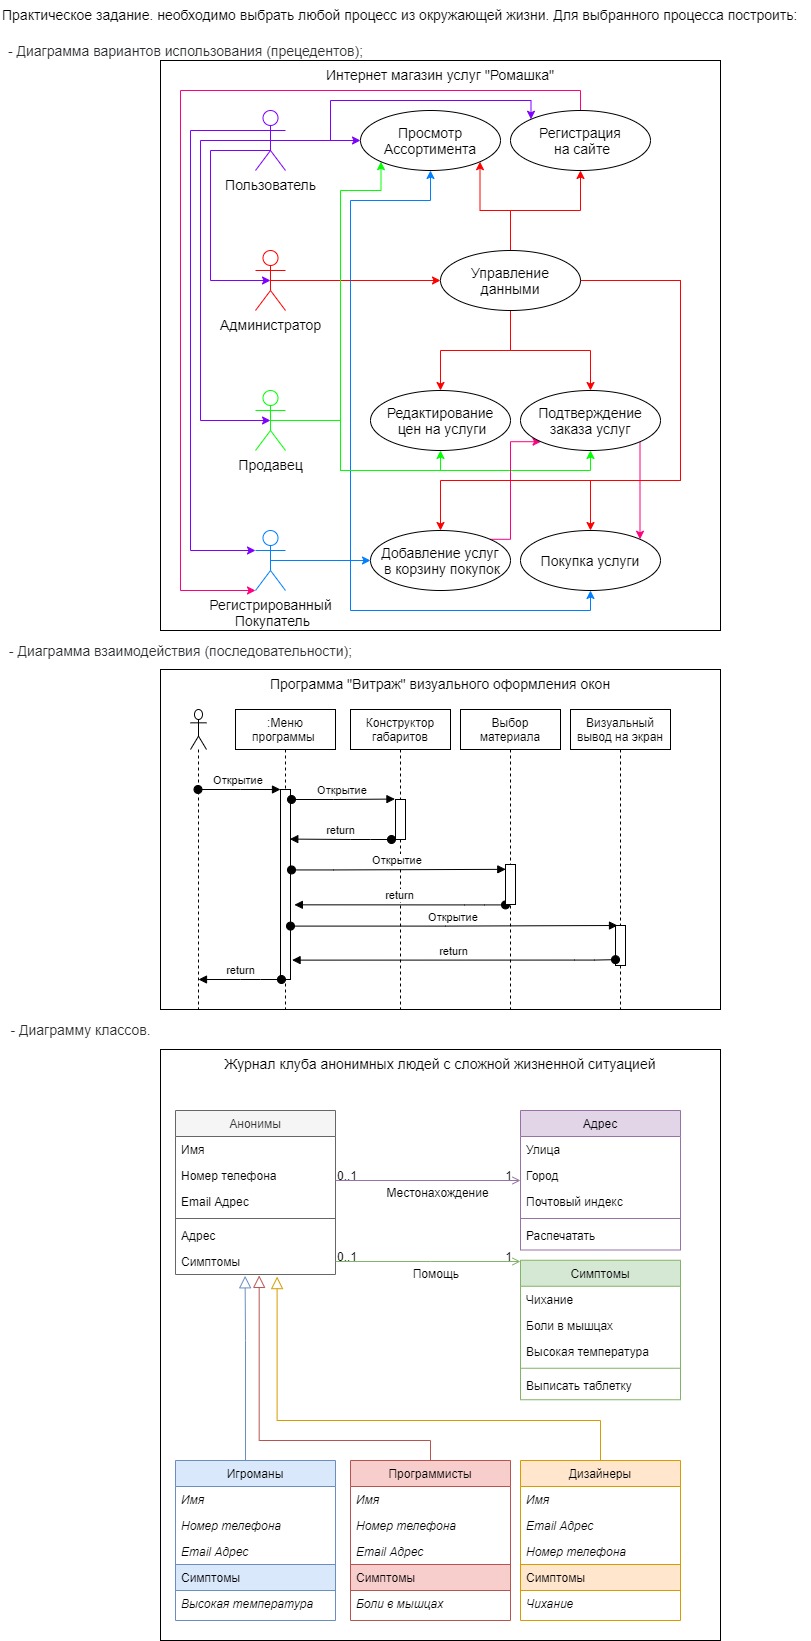 Практическое задание. необходимо выбрать любой процесс из окружающей жизни. Для выбранного процесса построить:
- Диаграмма вариантов использования (прецедентов);
Интернет магазин услуг "Ромашка"
Пользователь
Просмотр
Ассортимента
Регистрация
на сайте
Администратор
Управление
данными
Продавец
Редактирование
цен на услуги
Подтверждение
заказа услуг
Регистрированный
Покупатель
Добавление услуг
в корзину покупок
Покупка услуги
- Диаграмма взаимодействия (последовательности);
Программа "Витраж" визуального оформления окон
:Меню
программы
Конструктор
габаритов
Выбор
материала
Визуальный
вывод на экран
Открытие
Открытие
return
Открытие
return
Открытие
return
return
- Диаграмму классов.
Журнал клуба анонимных людей с сложной жизненной ситуацией
Анонимы
Имя
Номер телефона
Email Адрес
Адрес
Симптомы
0..1
1
Местонахождение
0..1
1
Помощь
Адрес
Улица
Город
Почтовый индекс
Распечатать
Симптомы
Чихание
Боли в мышцах
Высокая температура
Выписать таблетку
Игроманы
Имя
Номер телефона
Email Адрес
Симптомы
Высокая температура
Программисты
Имя
Номер телефона
Email Адрес
Симптомы
Боли в мышцах
Дизайнеры
Имя
Email Адрес
Номер телефона
Симптомы
Чихание